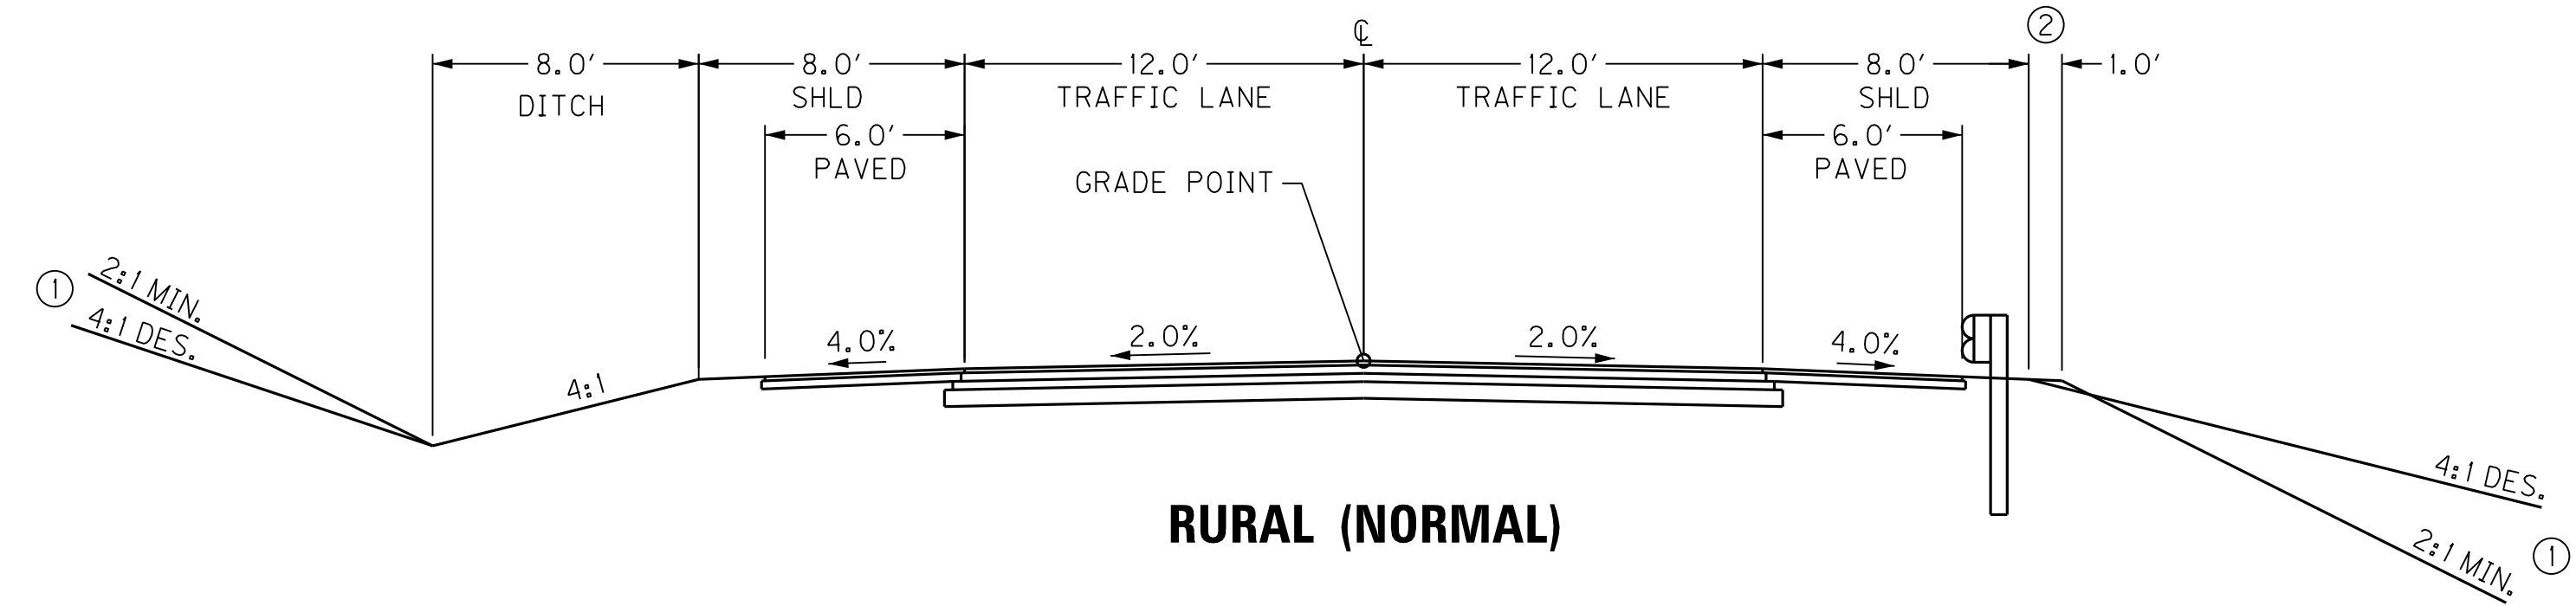 ℄ ②
8.0′ 8.0′ 12.0′ 12.0′ 8.0′ 1.0′
DITCH SHLD TRAFFIC LANE TRAFFIC LANE SHLD
6.0′ 6.0′
PAVED PAVED
GRADE POINT
① 2:1 MIN.
4:1 DES.
4:1
4.0% 2.0% 2.0% 4.0%
4:1 DES.
2:1 MIN. ①
RURAL (NORMAL)